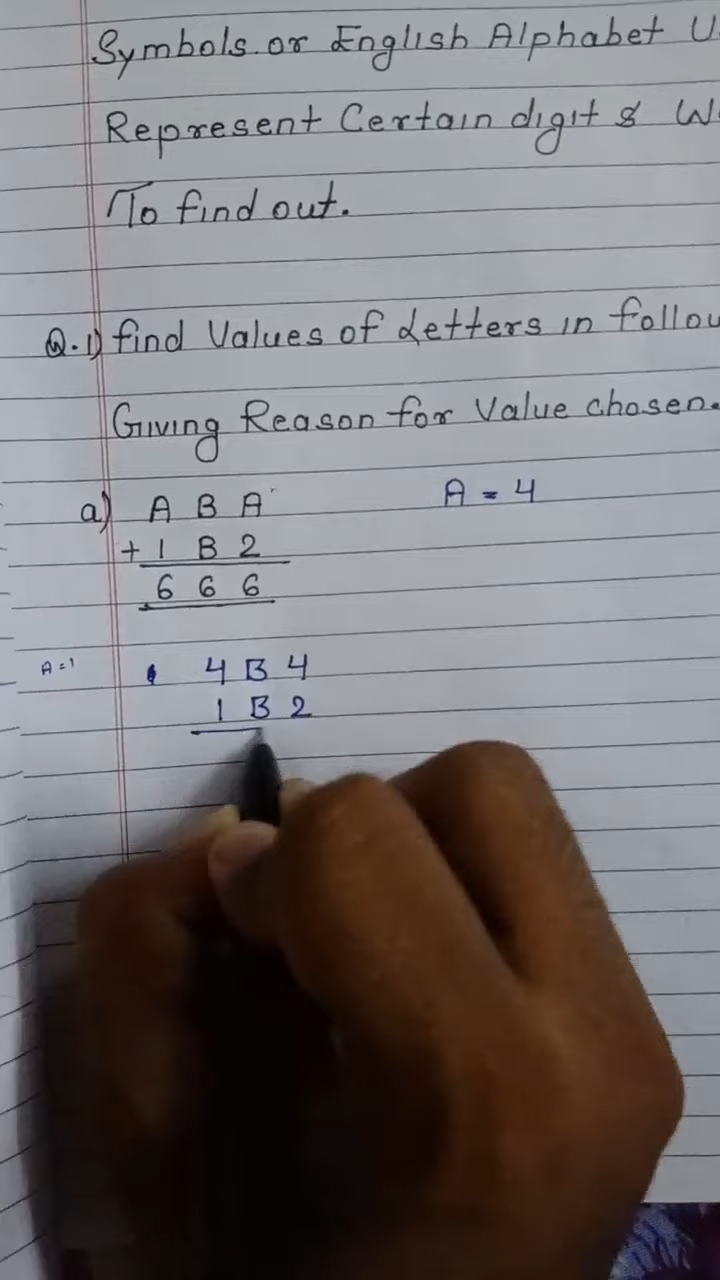 Symbols or English Alphabet
Represent Certain digit &
To find out.
Q.1) find Values of Letters in
Giving Reason for Value chosen.
a) A B A A = 4
+ 1 B 2
6 6 6
A = 1 4 B 4
1 B 2